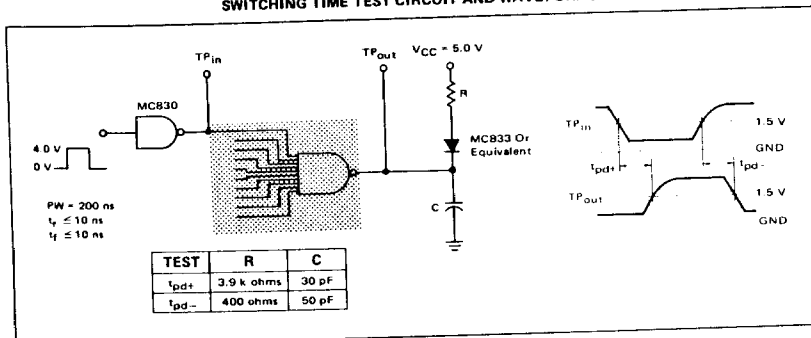 SWITCHING TIME TEST CIRCUIT AND
TPin
TPout
VCC = 5.0 V
R
MC830
MC833 Or
Equivalent
4.0 V
0 V
C
PW = 200 ns
tr ≤ 10 ns
tf ≤ 10 ns
TEST R C
tpd+ 3.9 k ohms 30 pF
tpd– 400 ohms 50 pF
TPin
1.5 V
GND
tpd+
tpd–
TPout
1.5 V
GND